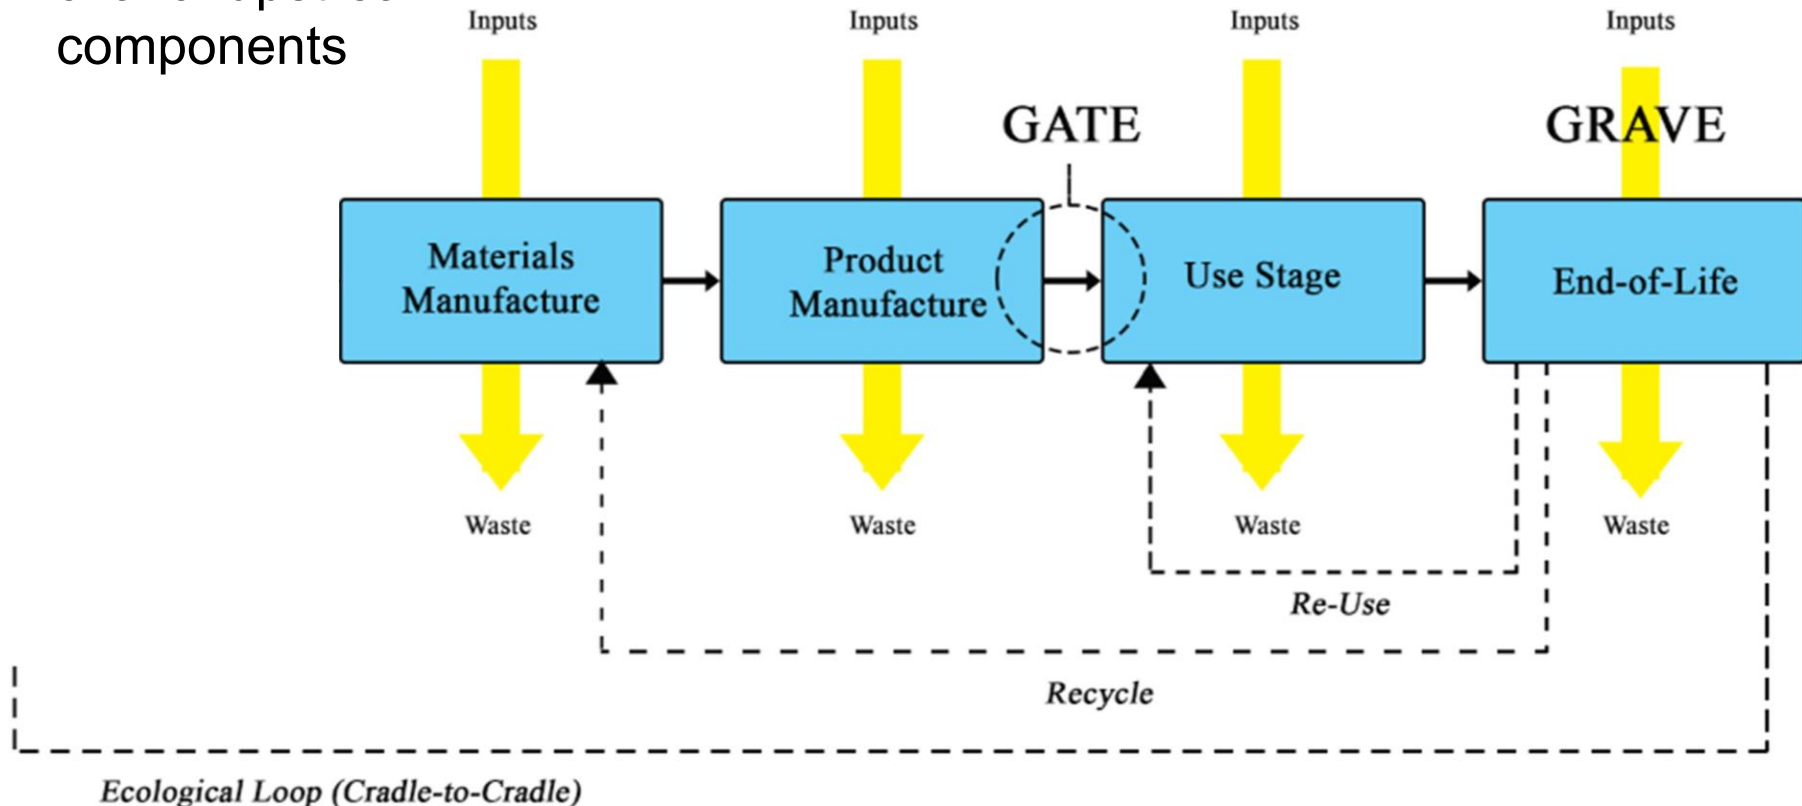 components
Inputs
Inputs
Inputs
Inputs
GATE
GRAVE
Materials
Manufacture
Product
Manufacture
Use Stage
End-of-Life
Waste
Waste
Waste
Waste
Re-Use
Recycle
Ecological Loop (Cradle-to-Cradle)